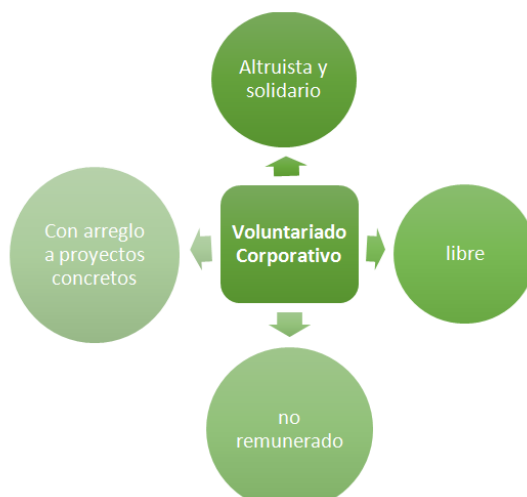 Altruista y
solidario
Con arreglo
a proyectos
concretos
Voluntariado
Corporativo
libre
no
remunerado